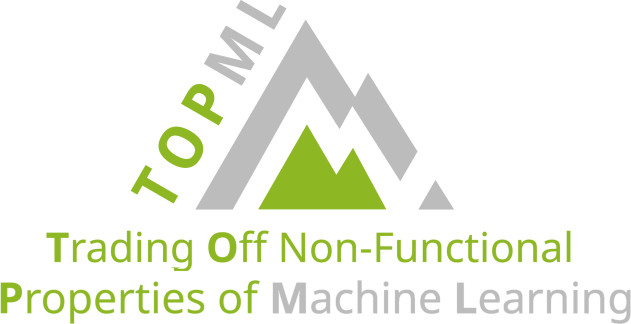 TOPML
Trading Off Non-Functional
Properties of Machine Learning